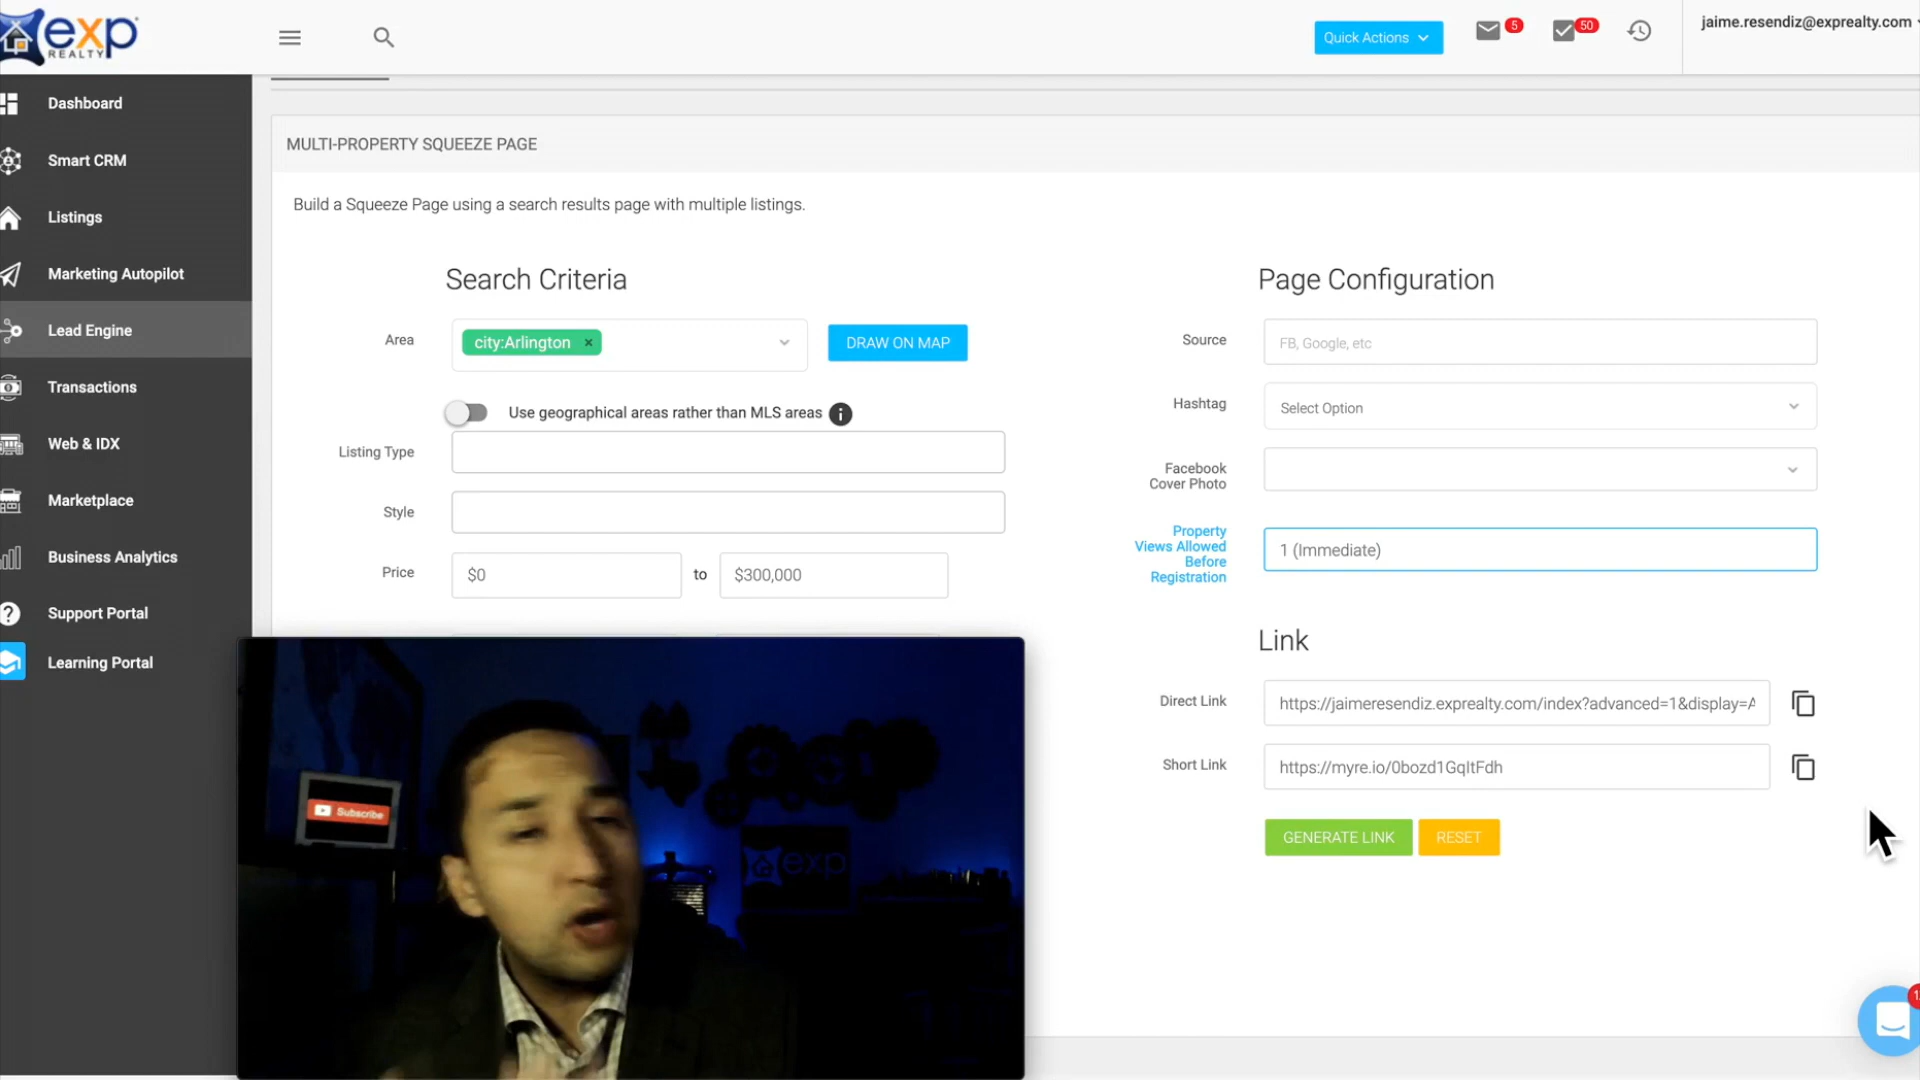 exp
REALTY
Quick Actions
5
50
jaime.resendiz@exprealty.com
Dashboard
Smart CRM
Listings
Marketing Autopilot
Lead Engine
Transactions
Web & IDX
Marketplace
Business Analytics
Support Portal
Learning Portal
MULTI-PROPERTY SQUEEZE PAGE
Build a Squeeze Page using a search results page with multiple listings.
Search Criteria
Area
city:Arlington ×
DRAW ON MAP
Use geographical areas rather than MLS areas
Listing Type
Style
Price
$0
to
$300,000
Page Configuration
Source
FB, Google, etc
Hashtag
Select Option
Facebook
Cover Photo
Property
Views Allowed
Before
Registration
1 (Immediate)
Link
Direct Link
https://jaimeresendiz.exprealty.com/index?advanced=1&display=A
Short Link
https://myre.io/0bozd1GqItFdh
GENERATE LINK
RESET
Subscribe
exp